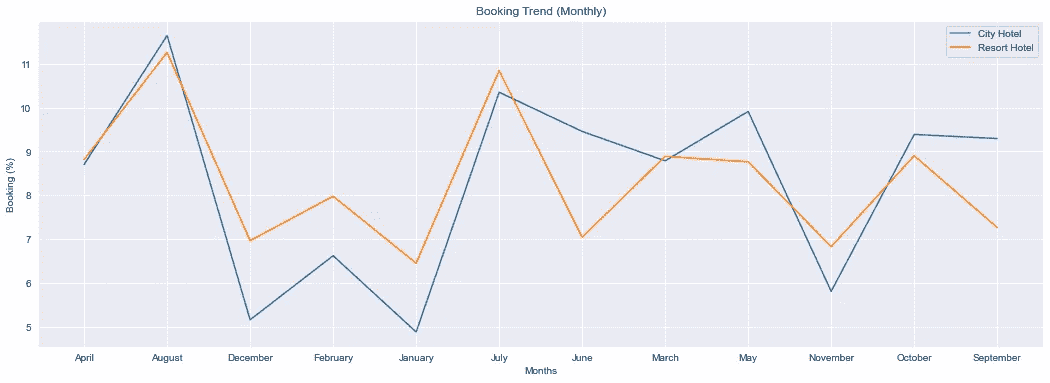 Booking Trend (Monthly)
City Hotel
Resort Hotel
Booking (%)
11
10
9
8
7
6
5
April August December February January July June March May November October September
Months